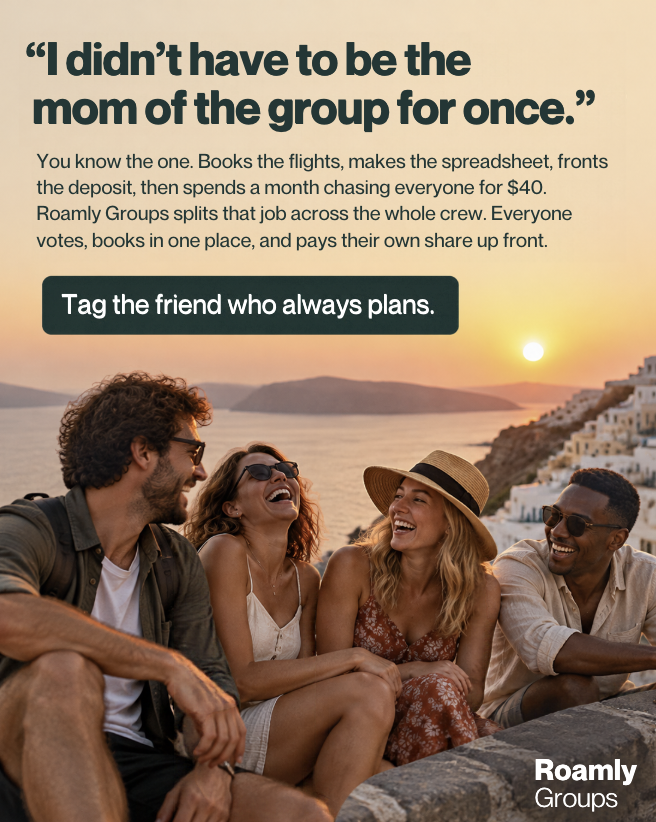 “I didn’t have to be the
mom of the group for once.”
You know the one. Books the flights, makes the spreadsheet, fronts
the deposit, then spends a month chasing everyone for $40.
Roamly Groups splits that job across the whole crew. Everyone
votes, books in one place, and pays their own share up front.
Tag the friend who always plans.
Roamly
Groups